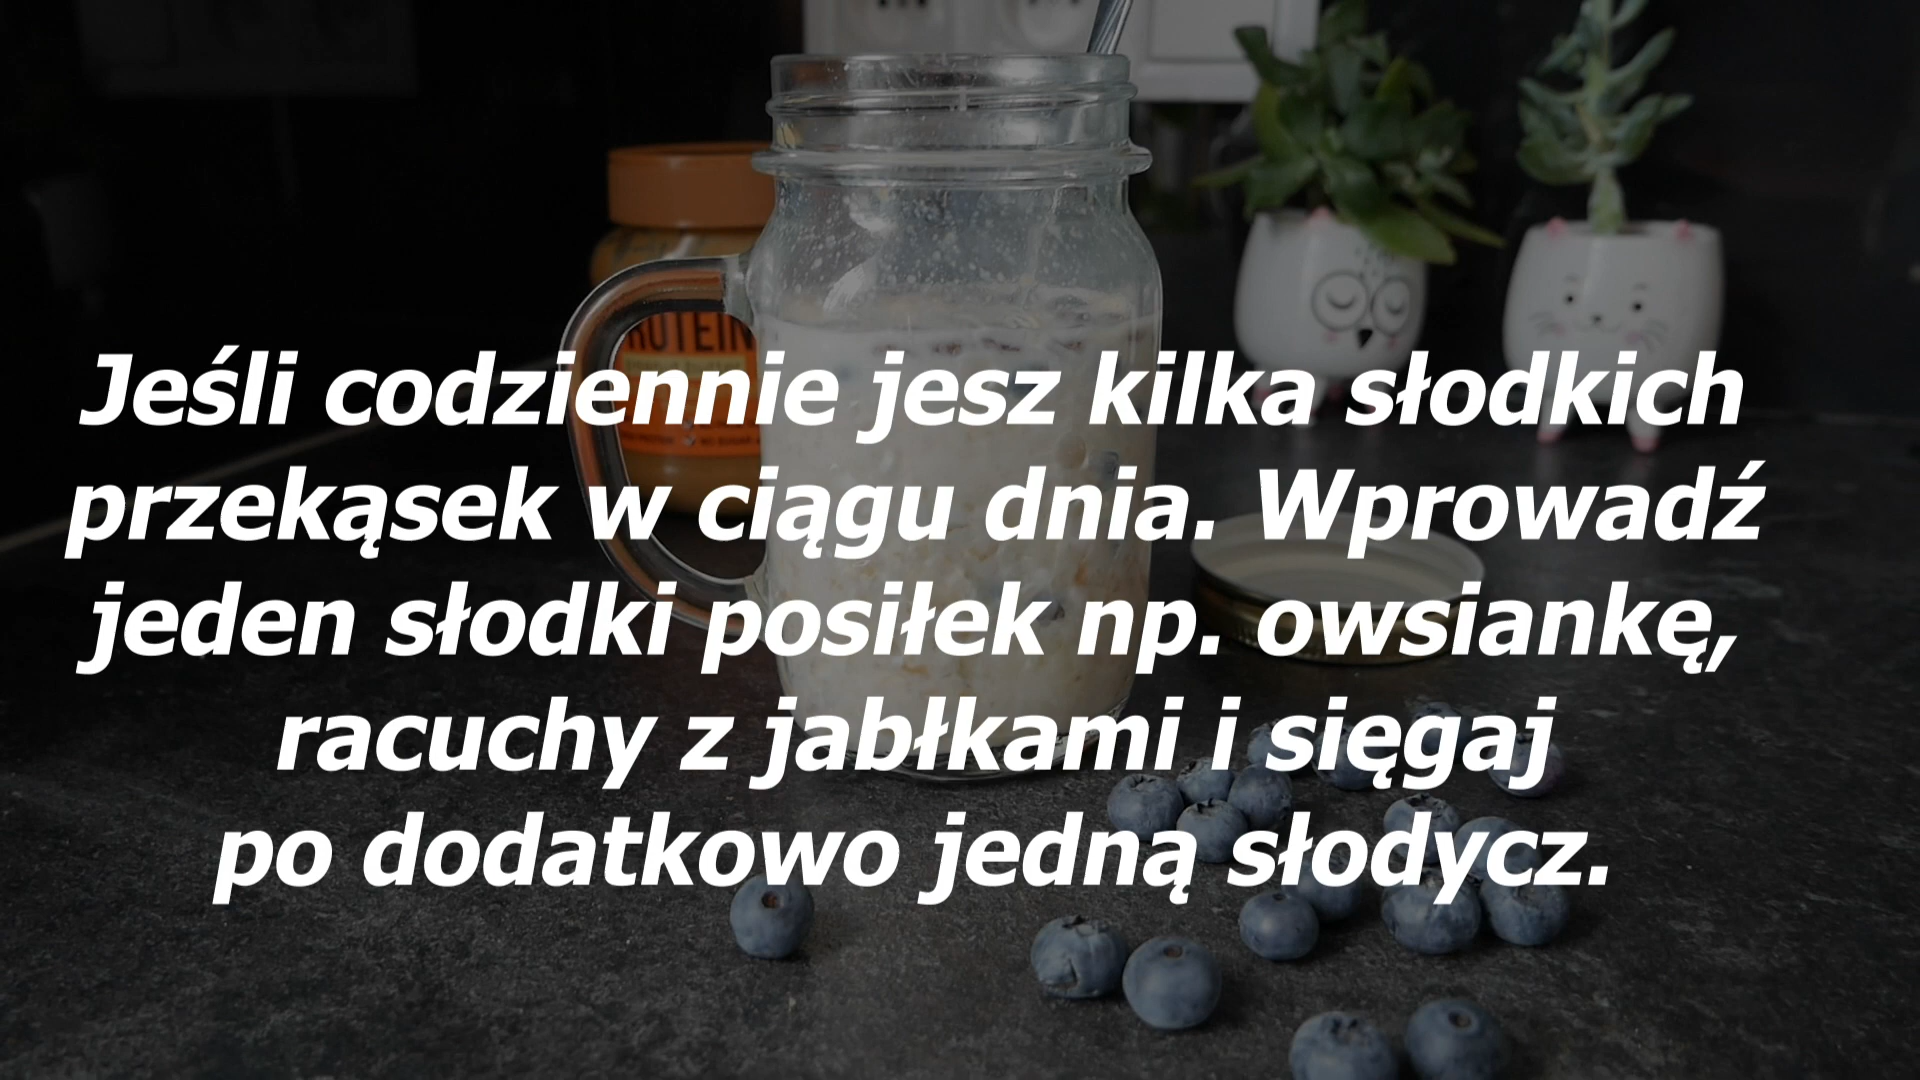 Jeśli codziennie jesz kilka słodkich
przekąsek w ciągu dnia. Wprowadź
jeden słodki posiłek np. owsiankę,
racuchy z jabłkami i sięgaj
po dodatkowo jedną słodycz.